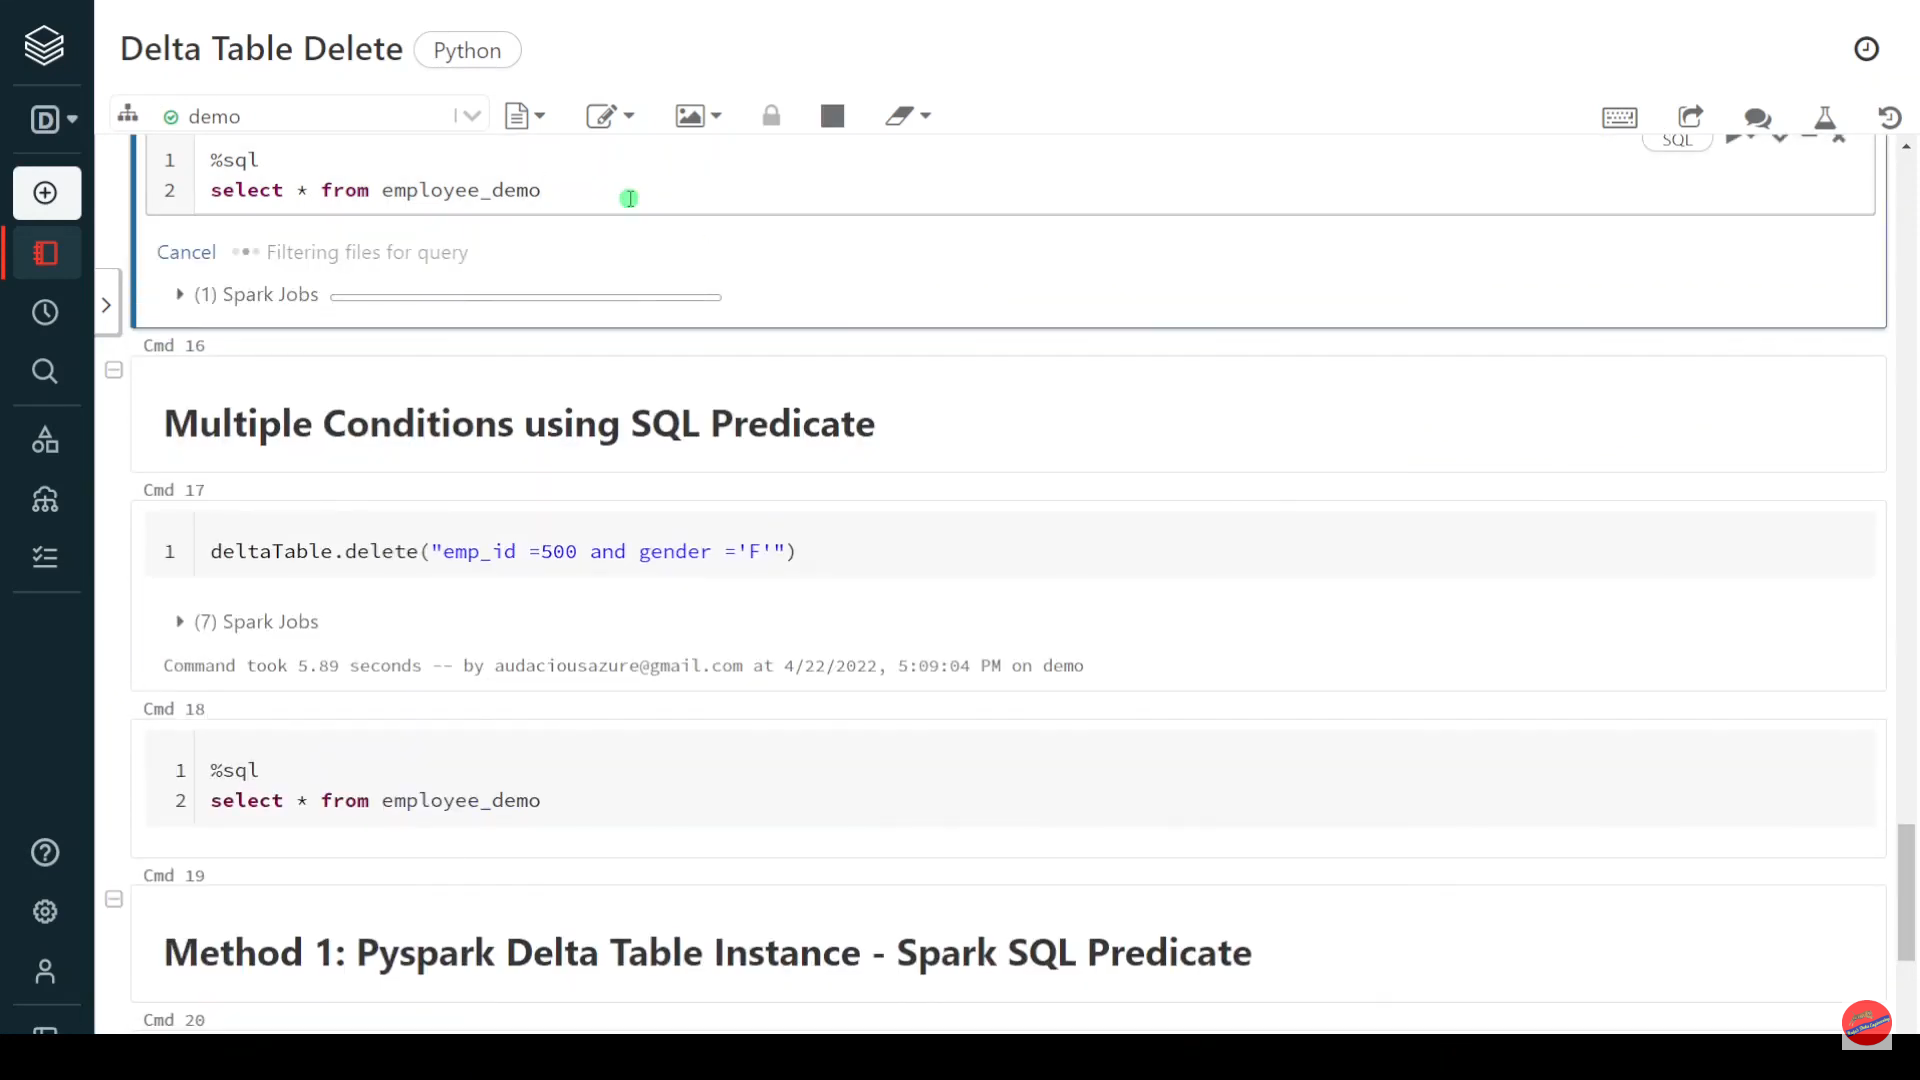 Delta Table Delete Python
demo
SQL
1 %sql
2 select * from employee_demo
Cancel Filtering files for query
(1) Spark Jobs
Cmd 16
Multiple Conditions using SQL Predicate
Cmd 17
1 deltaTable.delete("emp_id =500 and gender ='F'")
(7) Spark Jobs
Command took 5.89 seconds -- by audaciousazure@gmail.com at 4/22/2022, 5:09:04 PM on demo
Cmd 18
1 %sql
2 select * from employee_demo
Cmd 19
Method 1: Pyspark Delta Table Instance - Spark SQL Predicate
Cmd 20